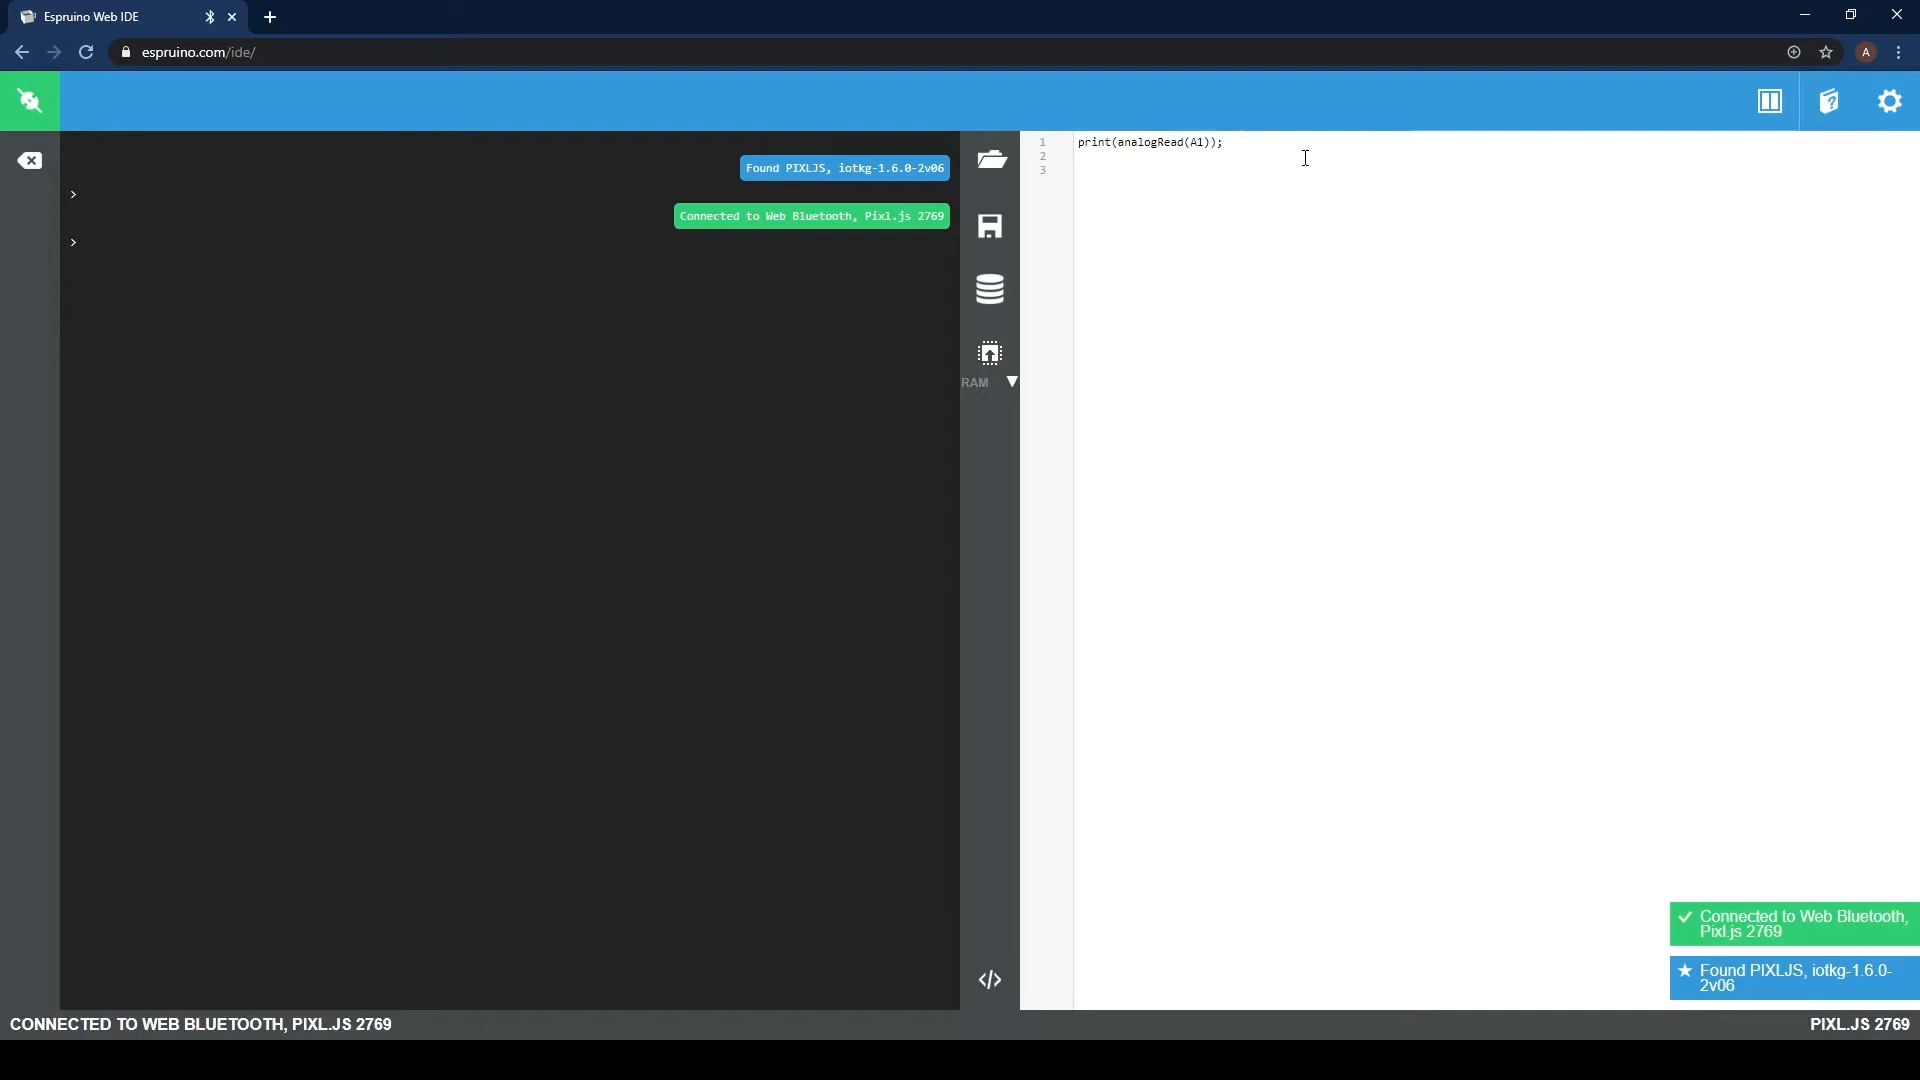 Espruino Web IDE
espruino.com/ide/
A
Found PIXLJS, iotkg-1.6.0-2v06
>
Connected to Web Bluetooth, Pixl.js 2769
>
RAM
1 print(analogRead(A1));
2
3
Connected to Web Bluetooth,
Pixl.js 2769
Found PIXLJS, iotkg-1.6.0-
2v06
CONNECTED TO WEB BLUETOOTH, PIXL.JS 2769
PIXL.JS 2769